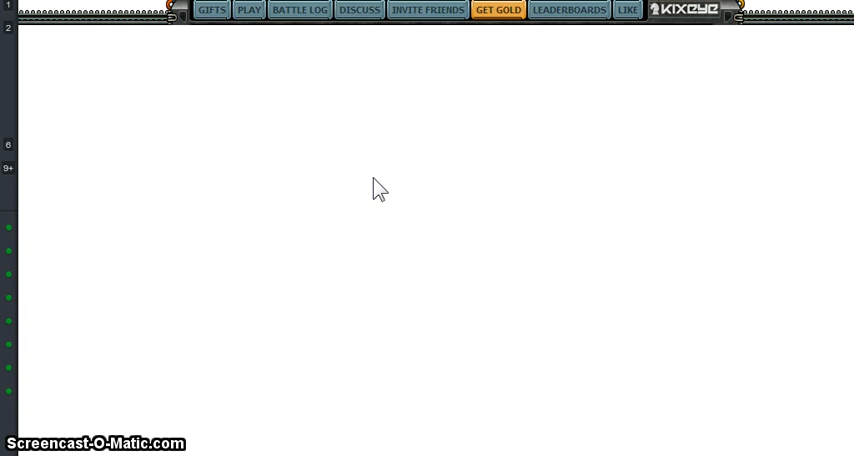 1
GIFTS PLAY BATTLE LOG DISCUSS INVITE FRIENDS GET GOLD LEADERBOARDS LIKE KIXEYE
2
6
9+
Screencast-O-Matic.com